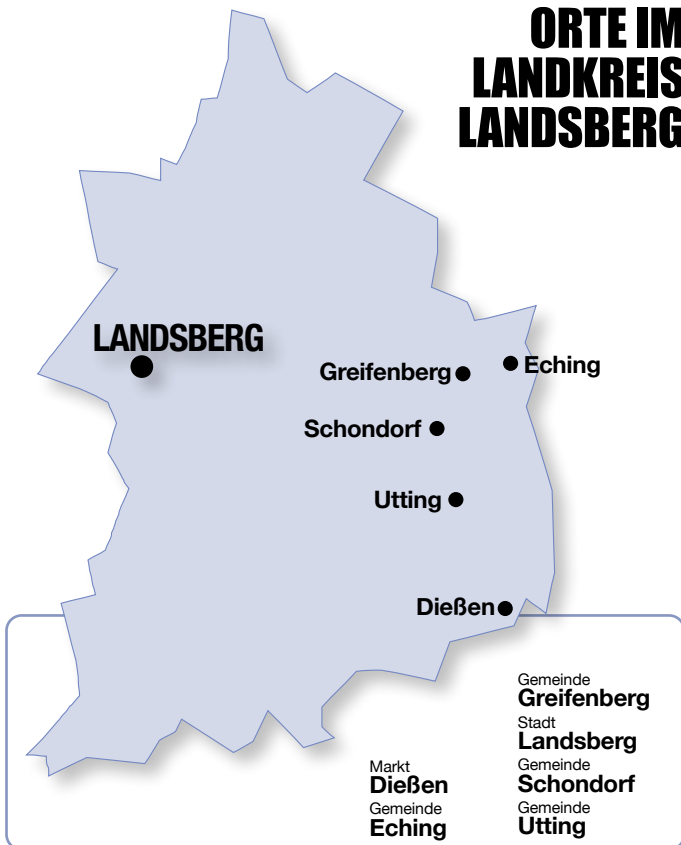 ORTE IM
LANDKREIS
LANDSBERG
LANDSBERG
Greifenberg
Eching
Schondorf
Utting
Dießen
Markt
Dießen
Gemeinde
Eching
Gemeinde
Greifenberg
Stadt
Landsberg
Gemeinde
Schondorf
Gemeinde
Utting